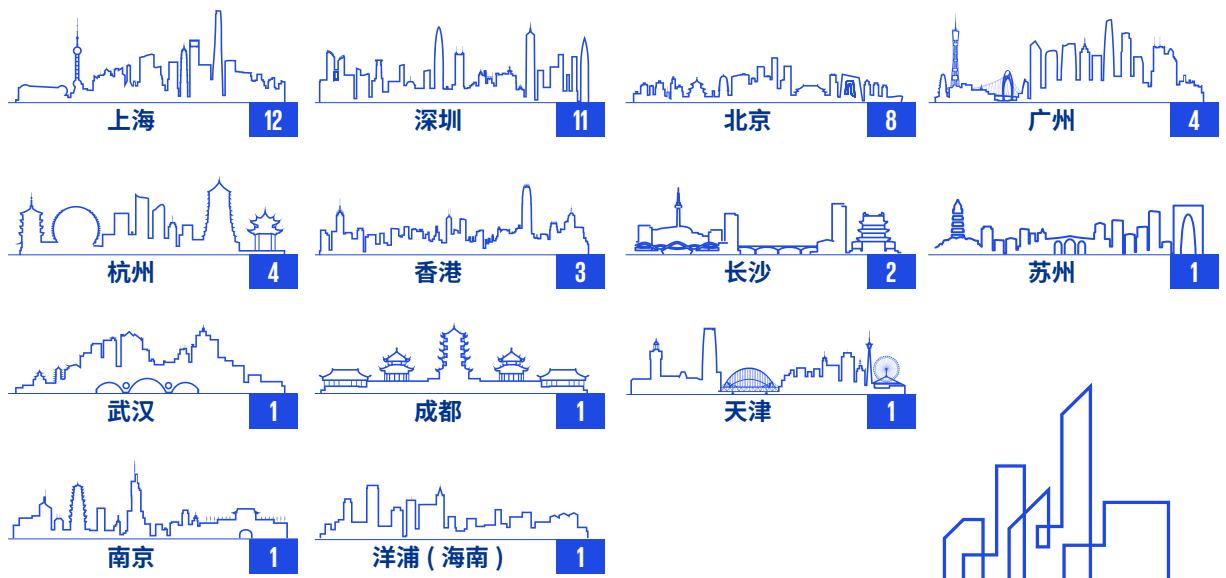 上海 12
深圳 11
北京 8
广州 4
杭州 4
香港 3
长沙 2
苏州 1
武汉 1
成都 1
天津 1
南京 1
洋浦(海南) 1